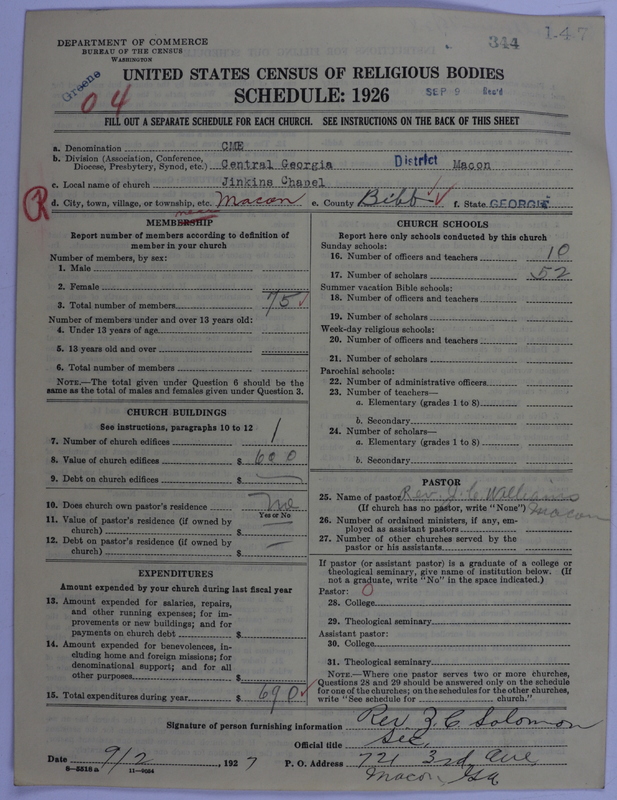 344
147
DEPARTMENT OF COMMERCE
BUREAU OF THE CENSUS
WASHINGTON
Greene
04
UNITED STATES CENSUS OF RELIGIOUS BODIES
SCHEDULE: 1926
SEP 9 Rec'd
FILL OUT A SEPARATE SCHEDULE FOR EACH CHURCH. SEE INSTRUCTIONS ON THE BACK OF THIS SHEET
a. Denomination CME
b. Division (Association, Conference, Diocese, Presbytery, Synod, etc.) Central Georgia District Macon
c. Local name of church Jinkins Chapel
R
d. City, town, village, or township, etc. Macon e. County Bibb f. State GEORGIA
MEMBERSHIP
Report number of members according to definition of
member in your church
Number of members, by sex:
1. Male
2. Female
3. Total number of members 75
Number of members under and over 13 years old:
4. Under 13 years of age
5. 13 years old and over
6. Total number of members
NOTE.—The total given under Question 6 should be the
same as the total of males and females given under Question 3.
CHURCH BUILDINGS
See instructions, paragraphs 10 to 12
7. Number of church edifices 1
8. Value of church edifices $ 600
9. Debt on church edifices $
10. Does church own pastor's residence No
Yes or No
11. Value of pastor's residence (if owned by
church) $
12. Debt on pastor's residence (if owned by
church) $
EXPENDITURES
Amount expended by church during last fiscal year
13. Amount expended for salaries, repairs,
and other running expenses; for im-
provements or new buildings; and for
payments on church debt $
14. Amount expended for benevolences, in-
cluding home and foreign missions; for
denominational support; and for all
other purposes $
15. Total expenditures during year $ 690
CHURCH SCHOOLS
Report here only schools conducted by this church
Sunday schools:
16. Number of officers and teachers 10
17. Number of scholars 52
Summer vacation Bible schools:
18. Number of officers and teachers
19. Number of scholars
Week-day religious schools:
20. Number of officers and teachers
21. Number of scholars
Parochial schools:
22. Number of administrative officers
23. Number of teachers—
a. Elementary (grades 1 to 8)
b. Secondary
24. Number of scholars—
a. Elementary (grades 1 to 8)
b. Secondary
PASTOR
25. Name of pastor Rev. J. C. Williams
(If church has no pastor, write "None") Macon
26. Number of ordained ministers, if any, em-
ployed as assistant pastors
27. Number of other churches served by the
pastor or his assistants
If pastor (or assistant pastor) is a graduate of a college or
theological seminary, give name of institution below. (If
not a graduate, write "No" in the space indicated.)
Pastor: 0
28. College
29. Theological seminary
Assistant pastor:
30. College
31. Theological seminary
NOTE.—Where one pastor serves two or more churches,
Questions 28 and 29 should be answered only on the schedule
for one of the churches; on the schedules for the other churches,
write "See schedule for church."
Signature of person furnishing information Rev. Z. C. Solomon
Official title Sec.
Date 9/2, 1927 P. O. Address 721 3rd Ave
8—5518 a 11—9684 Macon, Ga